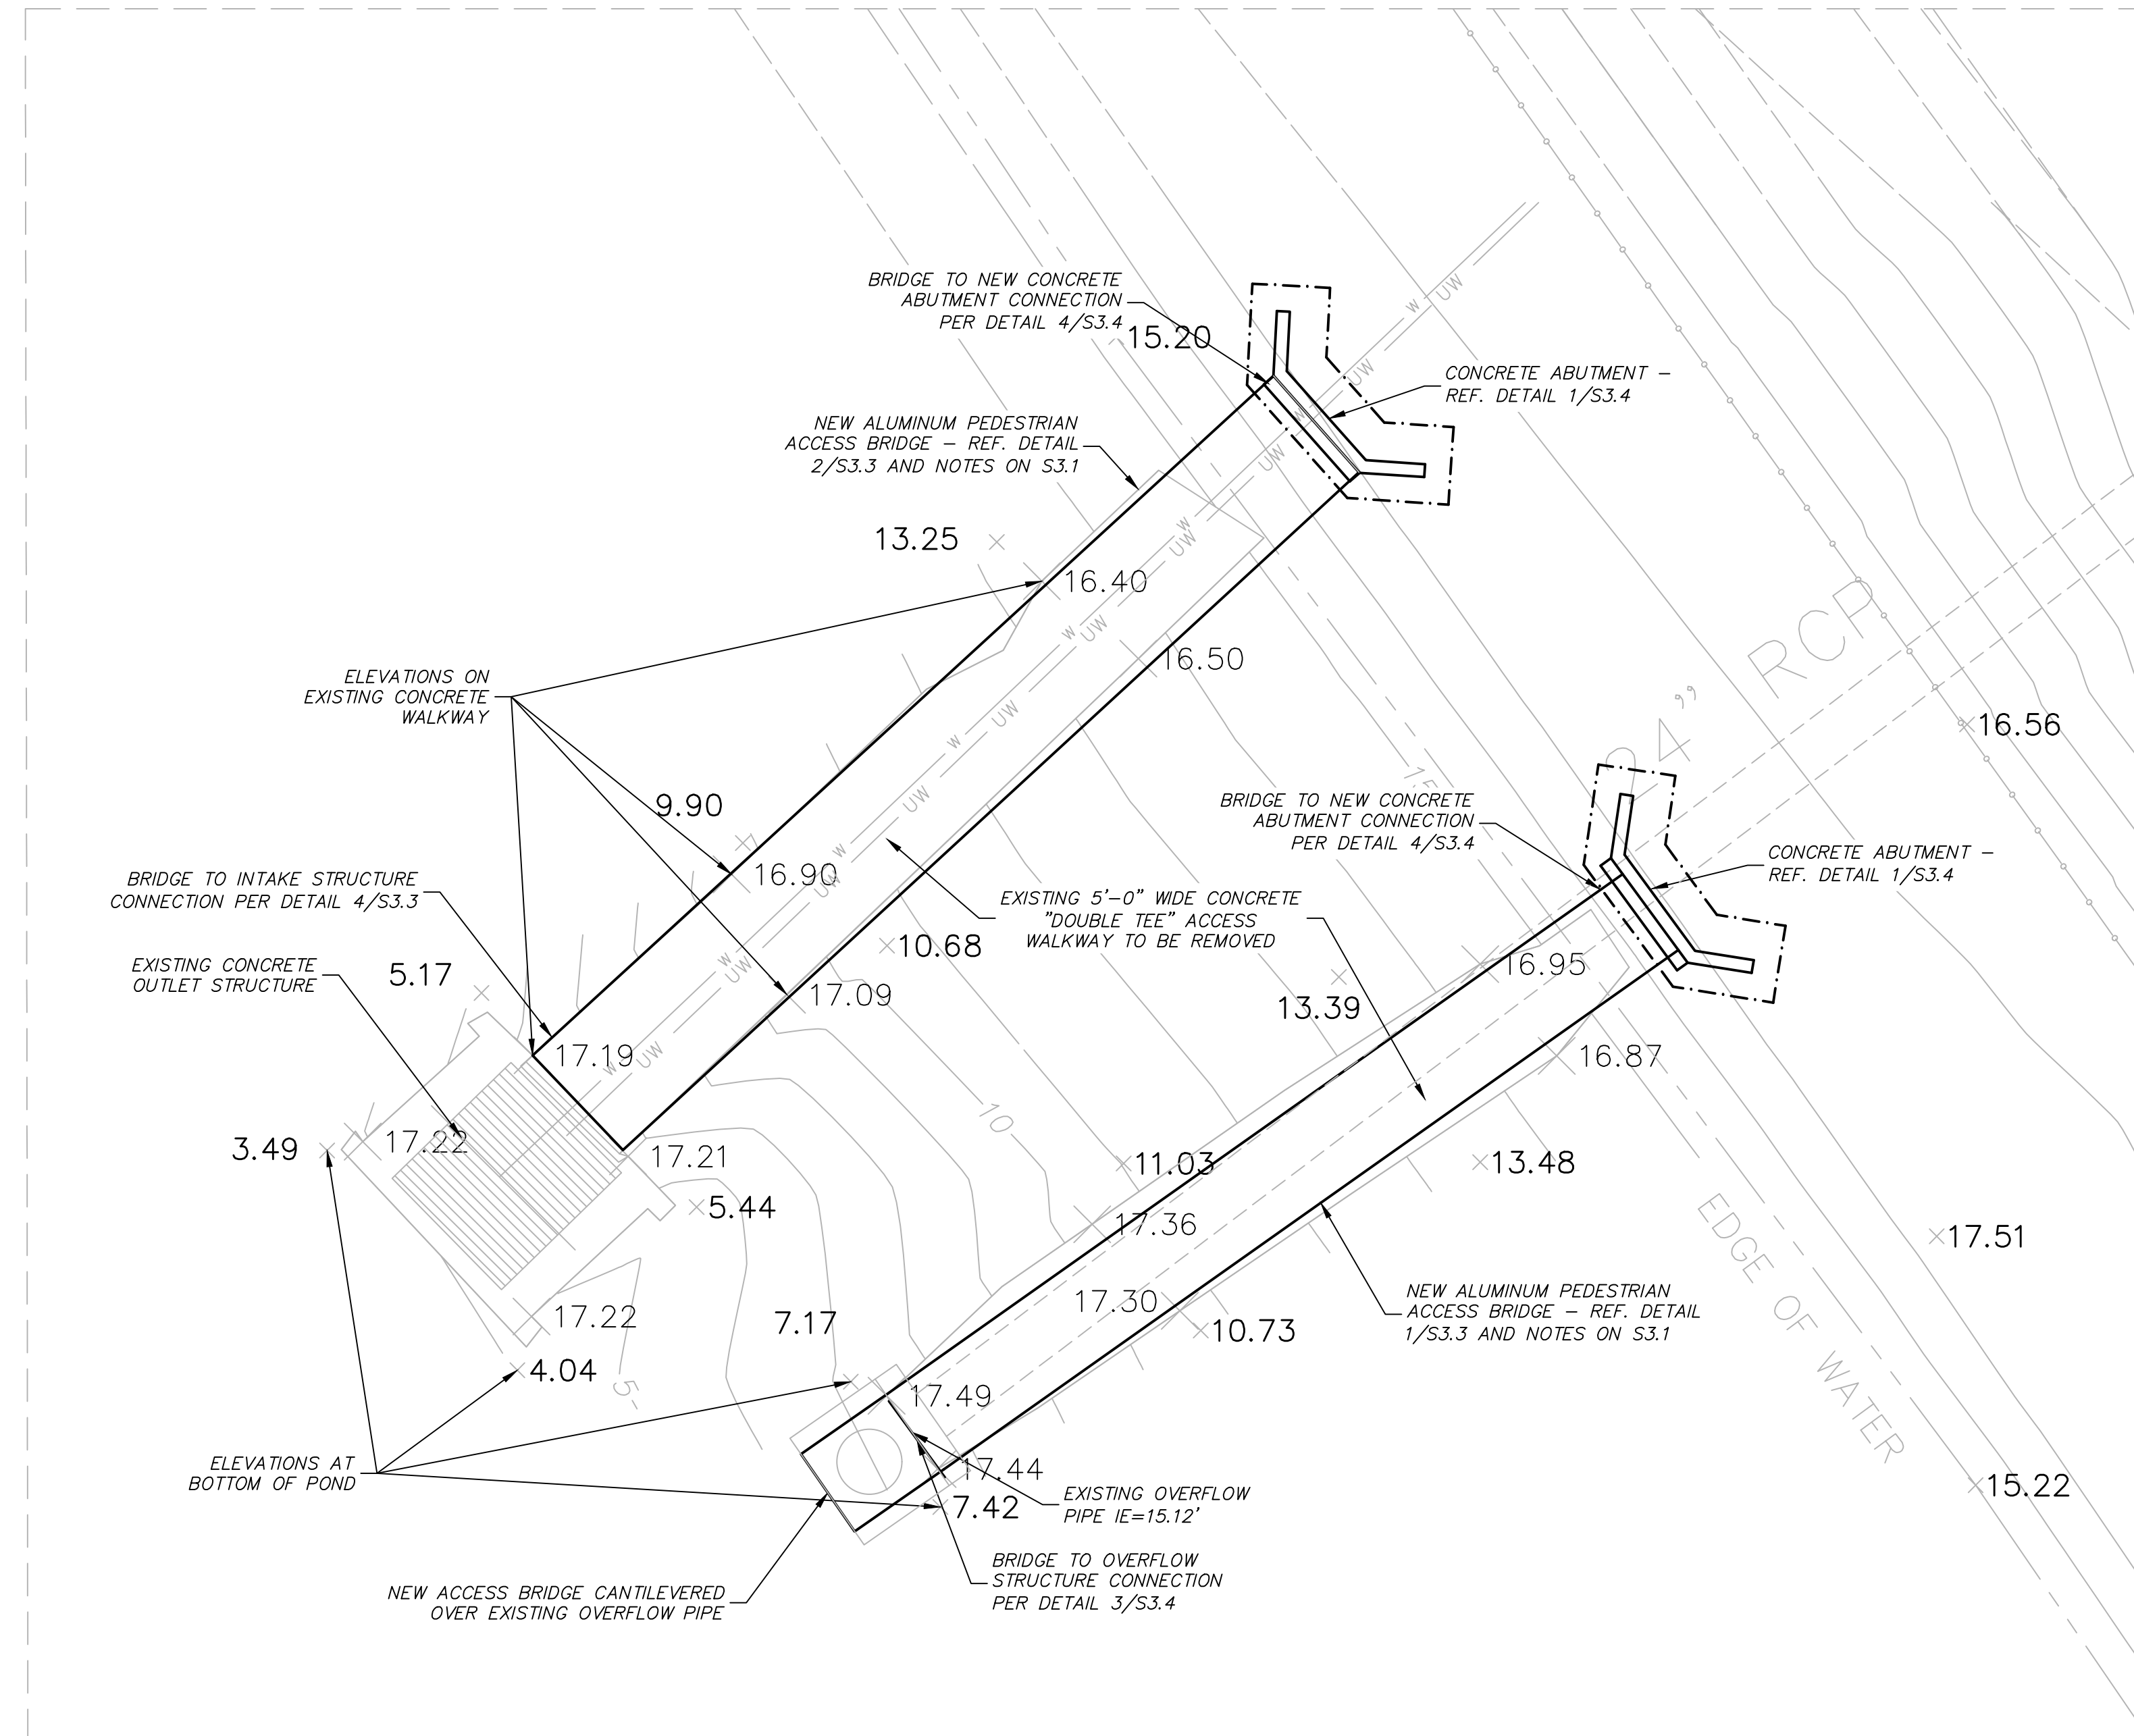 BRIDGE TO NEW CONCRETE
ABUTMENT CONNECTION
PER DETAIL 4/S3.4
15.20
CONCRETE ABUTMENT –
REF. DETAIL 1/S3.4
NEW ALUMINUM PEDESTRIAN
ACCESS BRIDGE – REF. DETAIL
2/S3.3 AND NOTES ON S3.1
13.25
16.40
16.50
ELEVATIONS ON
EXISTING CONCRETE
WALKWAY
24" RCP
16.56
15
9.90
16.90
BRIDGE TO NEW CONCRETE
ABUTMENT CONNECTION
PER DETAIL 4/S3.4
CONCRETE ABUTMENT –
REF. DETAIL 1/S3.4
BRIDGE TO INTAKE STRUCTURE
CONNECTION PER DETAIL 4/S3.3
EXISTING 5'–0" WIDE CONCRETE
"DOUBLE TEE" ACCESS
WALKWAY TO BE REMOVED
10.68
16.95
EXISTING CONCRETE
OUTLET STRUCTURE
5.17
17.09
13.39
17.19
16.87
W
UW
W
UW
W
UW
W
UW
W
UW
W
UW
W
UW
W
UW
W
UW
10
3.49
17.22
17.21
11.03
13.48
5.44
17.36
17.51
EDGE OF WATER
17.30
10.73
NEW ALUMINUM PEDESTRIAN
ACCESS BRIDGE – REF. DETAIL
1/S3.3 AND NOTES ON S3.1
7.17
17.22
4.04
5
17.49
ELEVATIONS AT
BOTTOM OF POND
17.44
7.42
15.22
EXISTING OVERFLOW
PIPE IE=15.12'
BRIDGE TO OVERFLOW
STRUCTURE CONNECTION
PER DETAIL 3/S3.4
NEW ACCESS BRIDGE CANTILEVERED
OVER EXISTING OVERFLOW PIPE